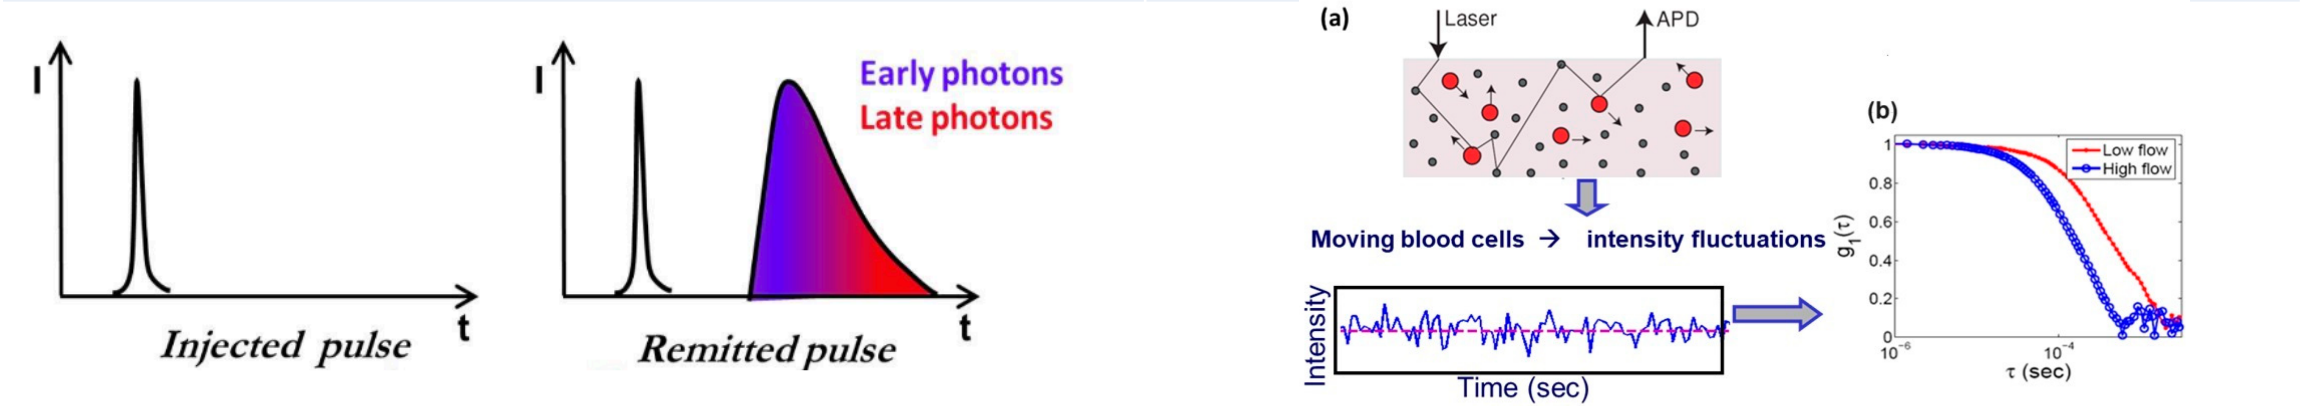 I
t
Injected pulse
I
Early photons
Late photons
t
Remitted pulse
(a)
Laser
APD
Moving blood cells → intensity fluctuations
Intensity
Time (sec)
(b)
Low flow
High flow
g1(τ)
1
0.8
0.6
0.4
0.2
0
10⁻⁶
10⁻⁴
τ (sec)